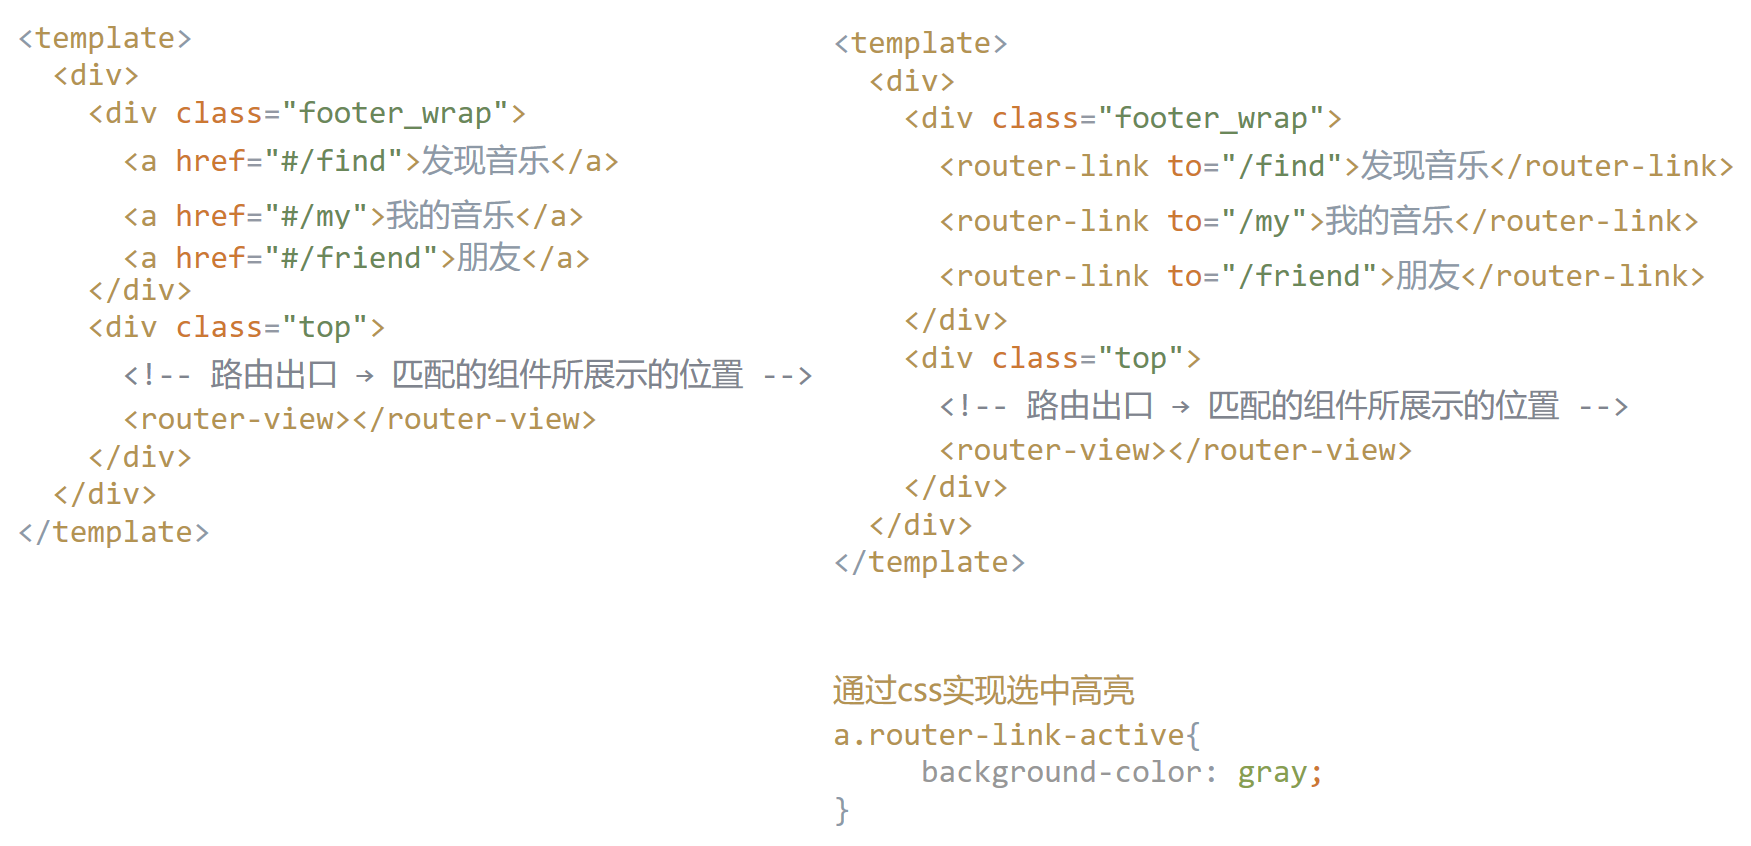 <template>
  <div>
    <div class="footer_wrap">
      <a href="#/find">发现音乐</a>
      <a href="#/my">我的音乐</a>
      <a href="#/friend">朋友</a>
    </div>
    <div class="top">
      <!-- 路由出口 → 匹配的组件所展示的位置 -->
      <router-view></router-view>
    </div>
  </div>
</template>
<template>
  <div>
    <div class="footer_wrap">
      <router-link to="/find">发现音乐</router-link>
      <router-link to="/my">我的音乐</router-link>
      <router-link to="/friend">朋友</router-link>
    </div>
    <div class="top">
      <!-- 路由出口 → 匹配的组件所展示的位置 -->
      <router-view></router-view>
    </div>
  </div>
</template>
通过css实现选中高亮
a.router-link-active{
     background-color: gray;
}